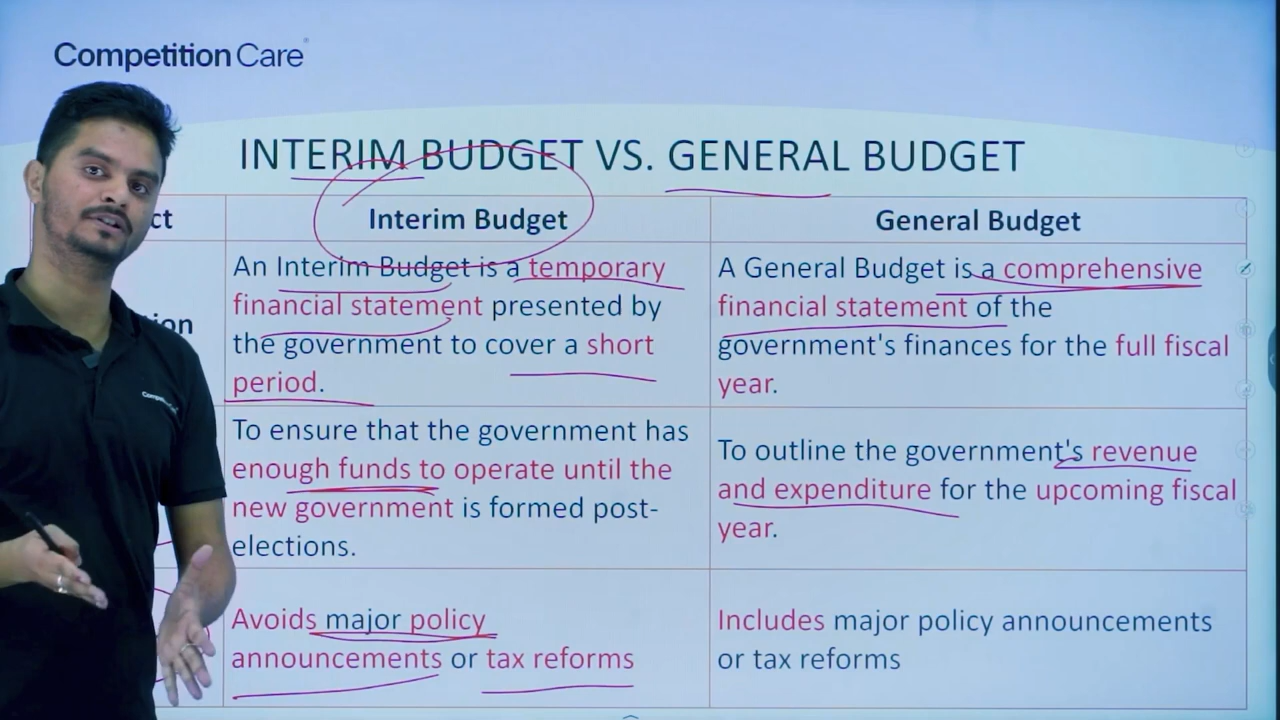 Competition Care
INTERIM BUDGET VS. GENERAL BUDGET
ct
Interim Budget
General Budget
ion
An Interim Budget is a temporary
financial statement presented by
the government to cover a short
period.
A General Budget is a comprehensive
financial statement of the
government's finances for the full fiscal
year.
To ensure that the government has
enough funds to operate until the
new government is formed post-
elections.
To outline the government's revenue
and expenditure for the upcoming fiscal
year.
Avoids major policy
announcements or tax reforms
Includes major policy announcements
or tax reforms